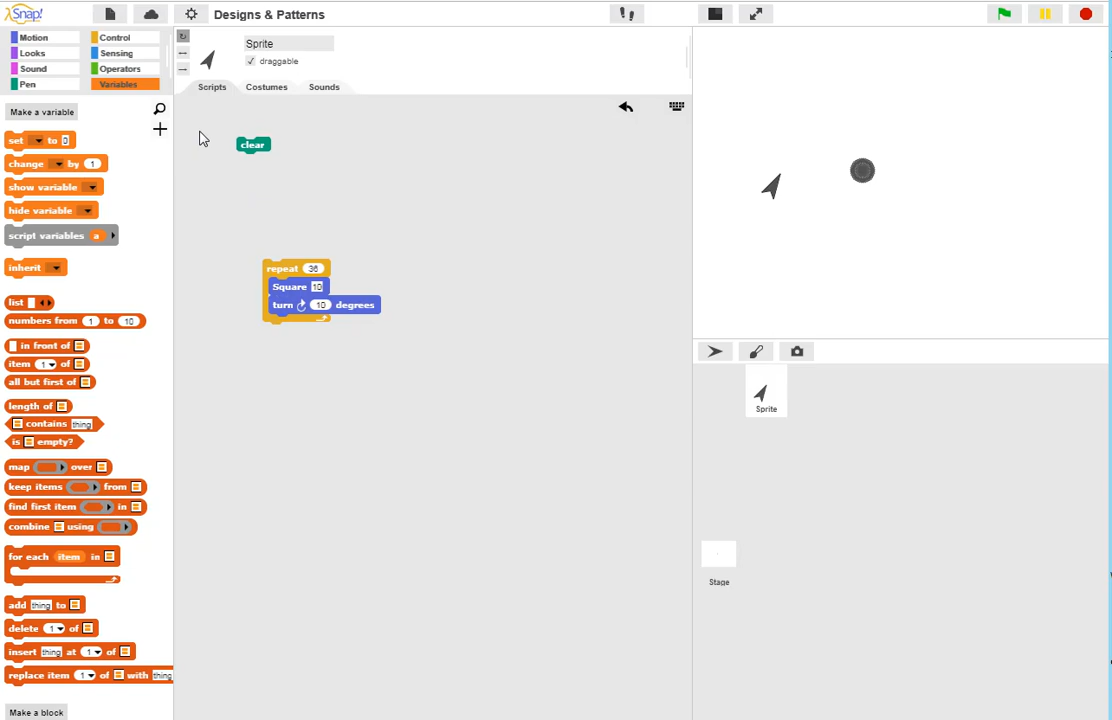 Snap!
Designs & Patterns
Motion
Control
Looks
Sensing
Sound
Operators
Pen
Variables
Sprite
draggable
Scripts
Costumes
Sounds
Make a variable
set to 0
change by 1
show variable
hide variable
script variables a
inherit
list
numbers from 1 to 10
in front of
item 1 of
all but first of
length of
contains thing
is empty?
map over
keep items from
find first item in
combine using
for each item in
add thing to
delete 1 of
insert thing at 1 of
replace item 1 of with thing
Make a block
clear
repeat 36
Square 10
turn 10 degrees
Sprite
Stage